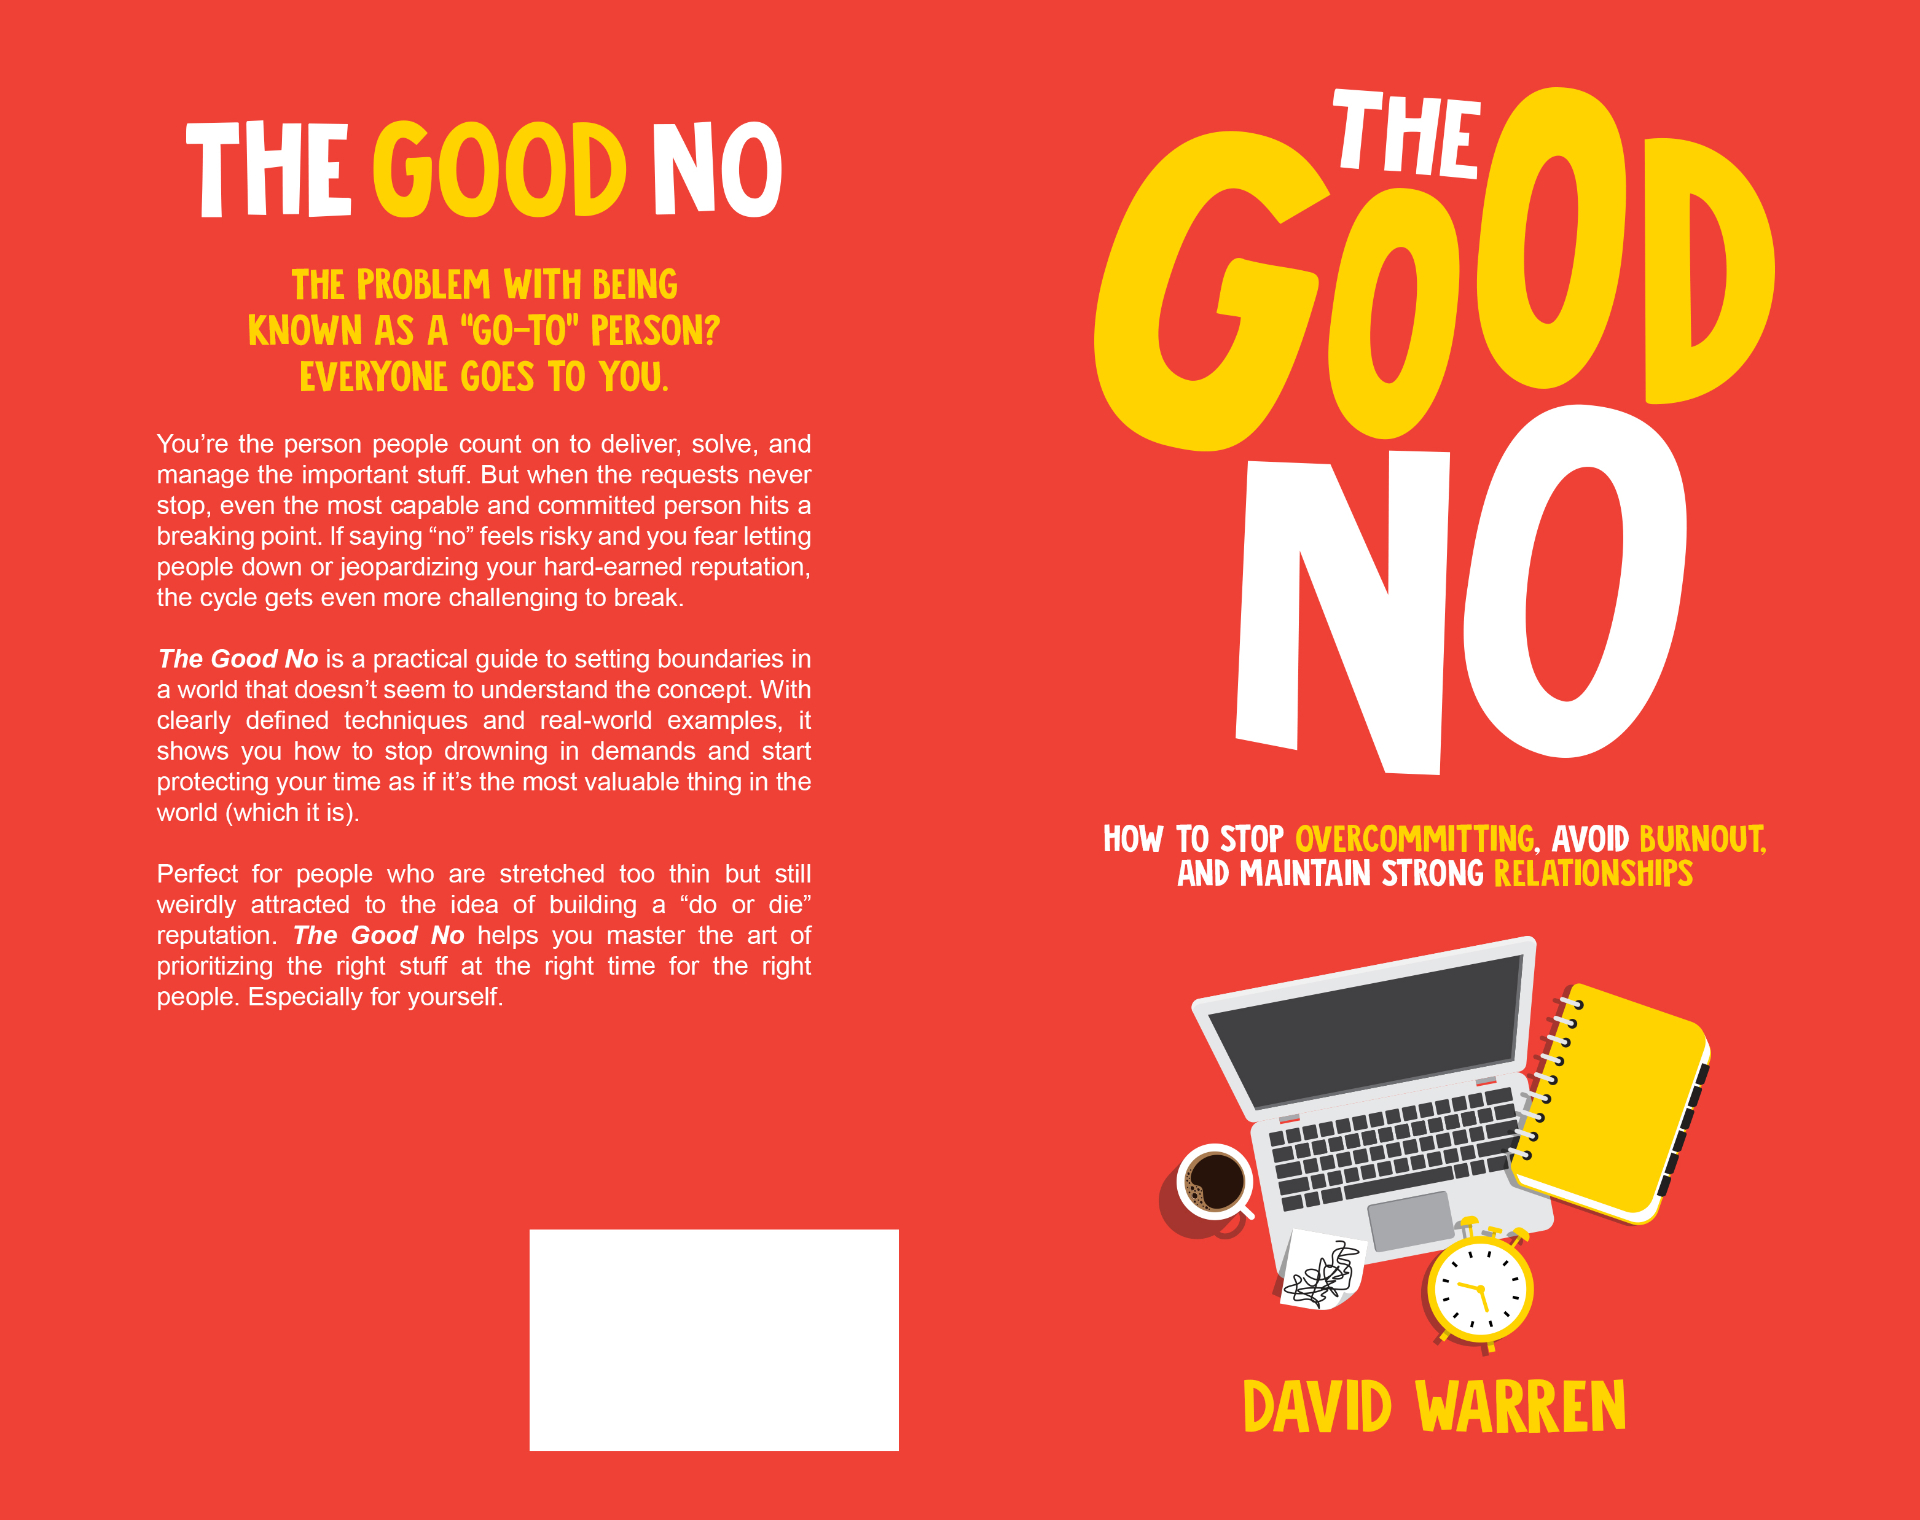 THE GOOD NO
THE PROBLEM WITH BEING
KNOWN AS A "GO-TO" PERSON?
EVERYONE GOES TO YOU.
You’re the person people count on to deliver, solve, and
manage the important stuff. But when the requests never
stop, even the most capable and committed person hits a
breaking point. If saying “no” feels risky and you fear letting
people down or jeopardizing your hard-earned reputation,
the cycle gets even more challenging to break.
The Good No is a practical guide to setting boundaries in
a world that doesn’t seem to understand the concept. With
clearly defined techniques and real-world examples, it
shows you how to stop drowning in demands and start
protecting your time as if it’s the most valuable thing in the
world (which it is).
Perfect for people who are stretched too thin but still
weirdly attracted to the idea of building a “do or die”
reputation. The Good No helps you master the art of
prioritizing the right stuff at the right time for the right
people. Especially for yourself.
THE
GOOD
NO
HOW TO STOP OVERCOMMITTING, AVOID BURNOUT,
AND MAINTAIN STRONG RELATIONSHIPS
DAVID WARREN